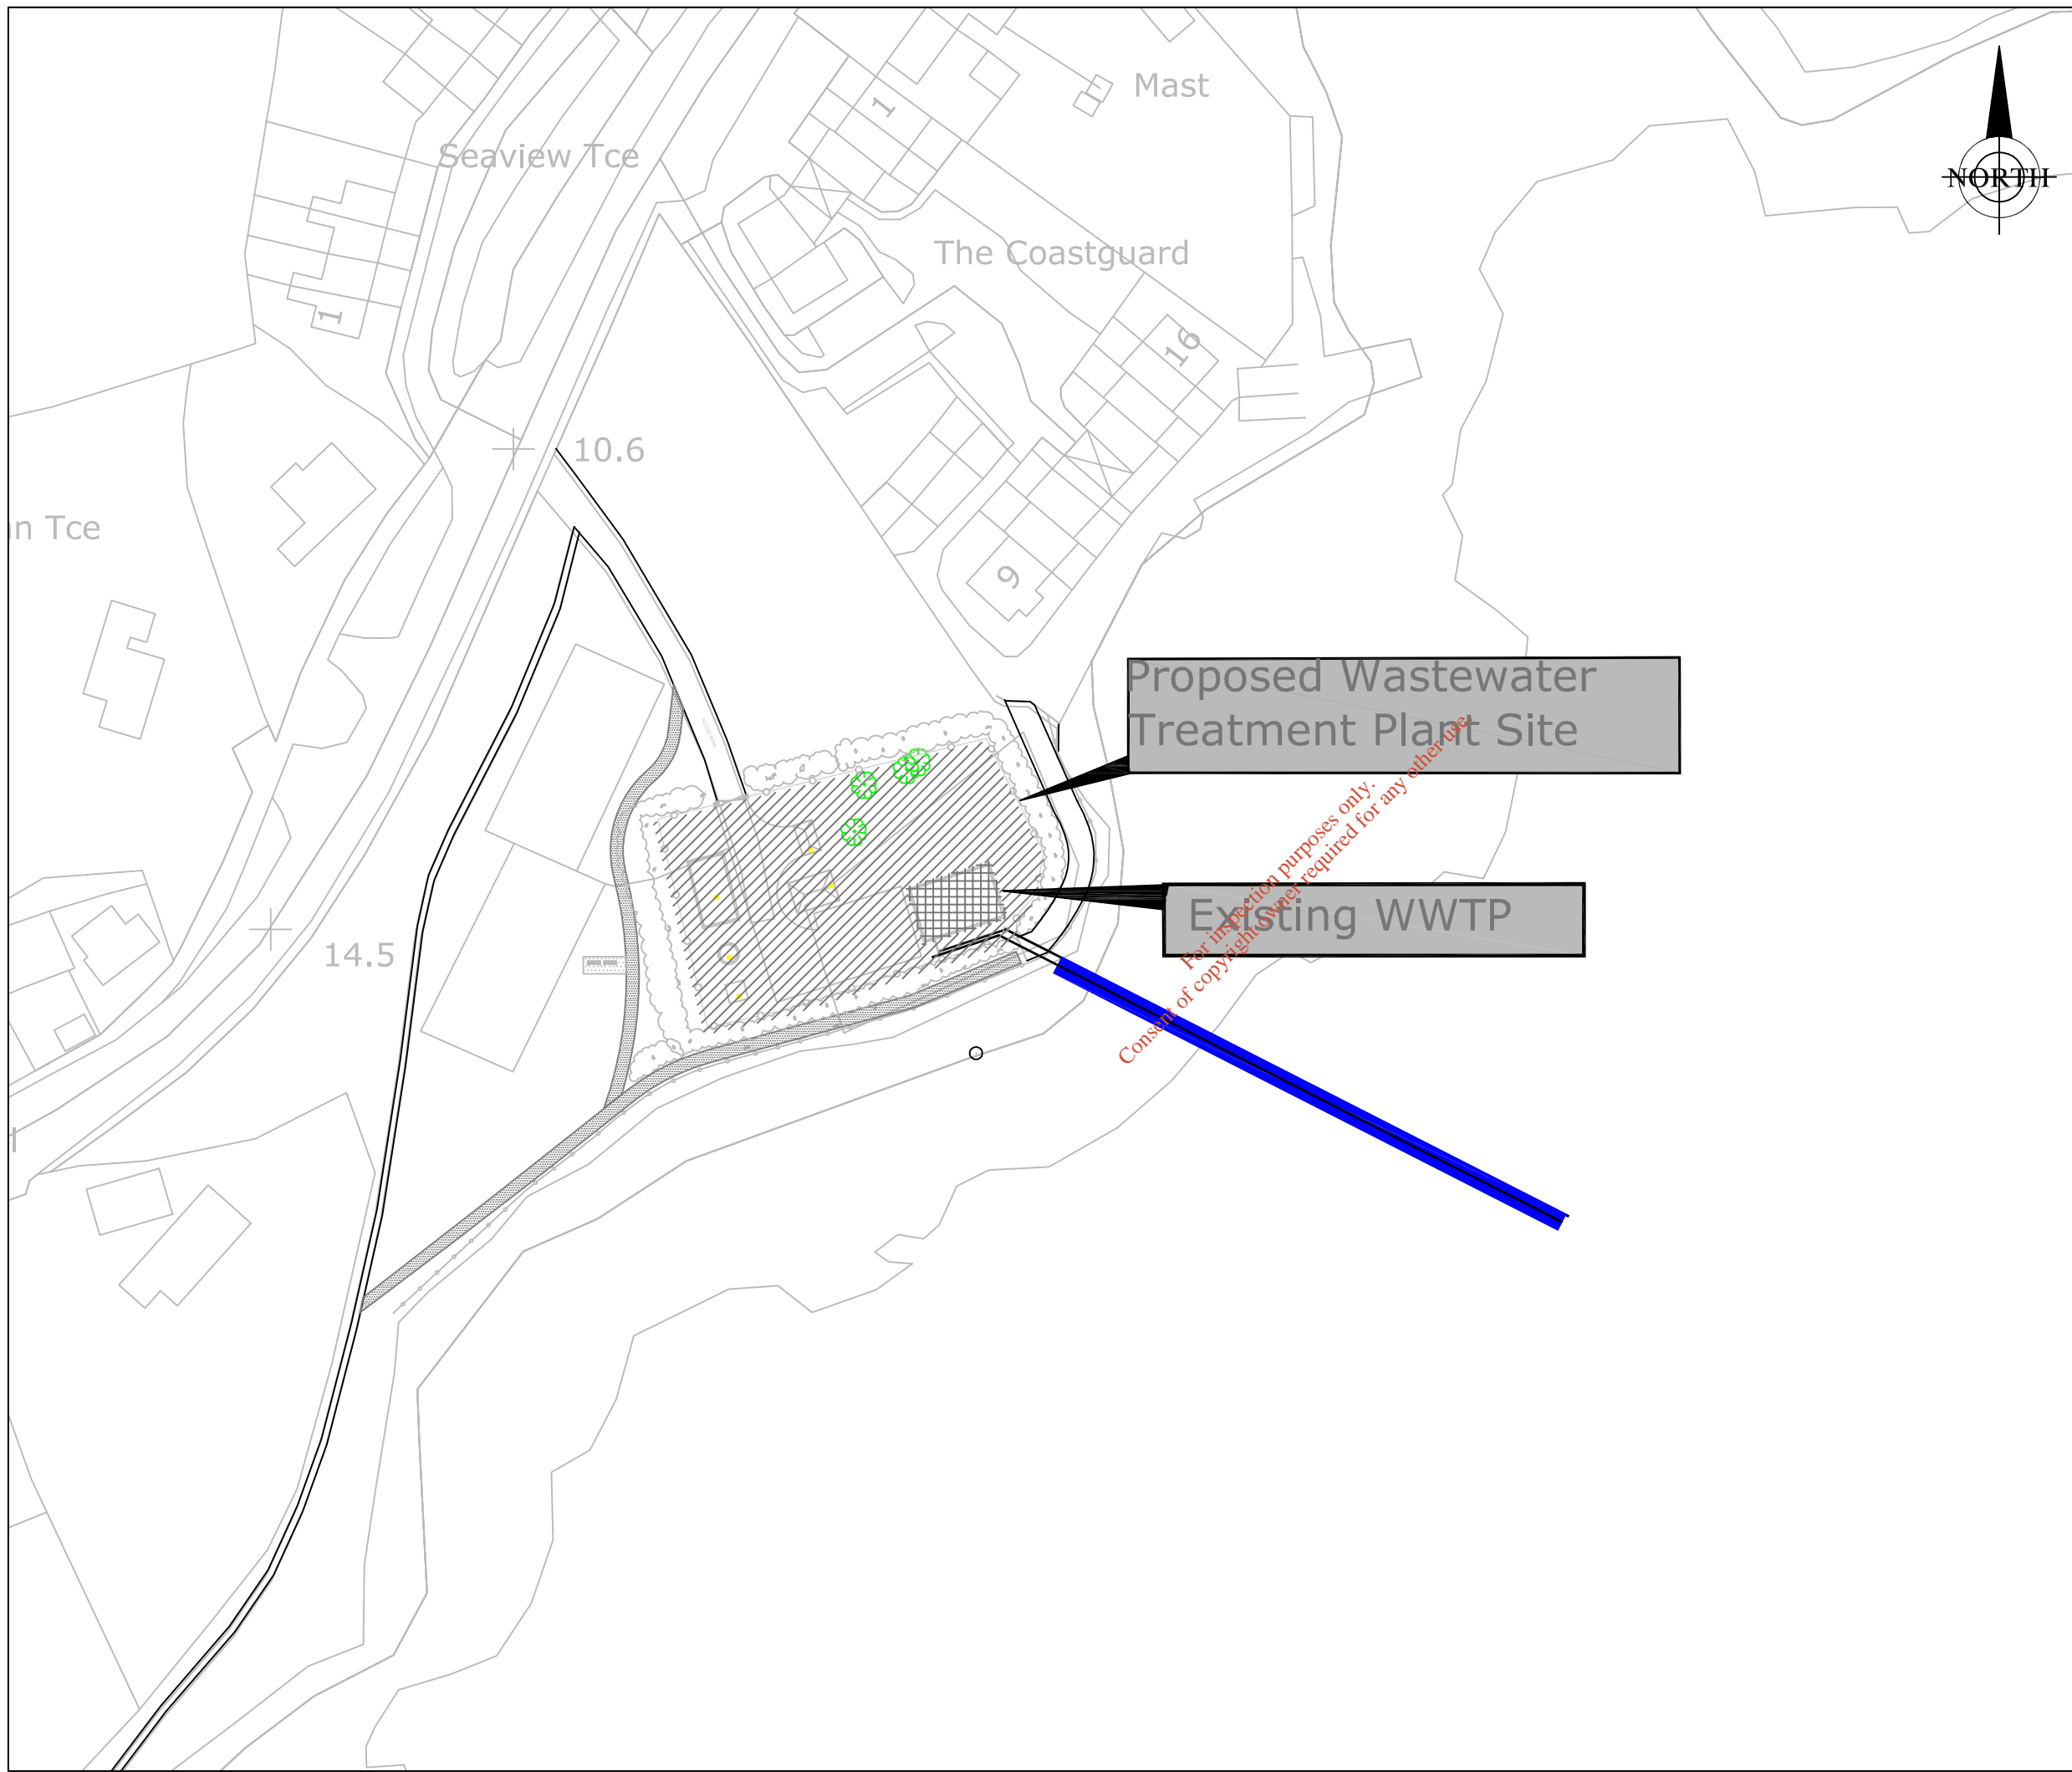 Mast
1
Seaview Tce
NORTH
The Coastguard
1
16
10.6
n Tce
9
Proposed Wastewater
Treatment Plant Site
Existing WWTP
For inspection purposes only.
Consent of copyright owner required for any other use.
14.5